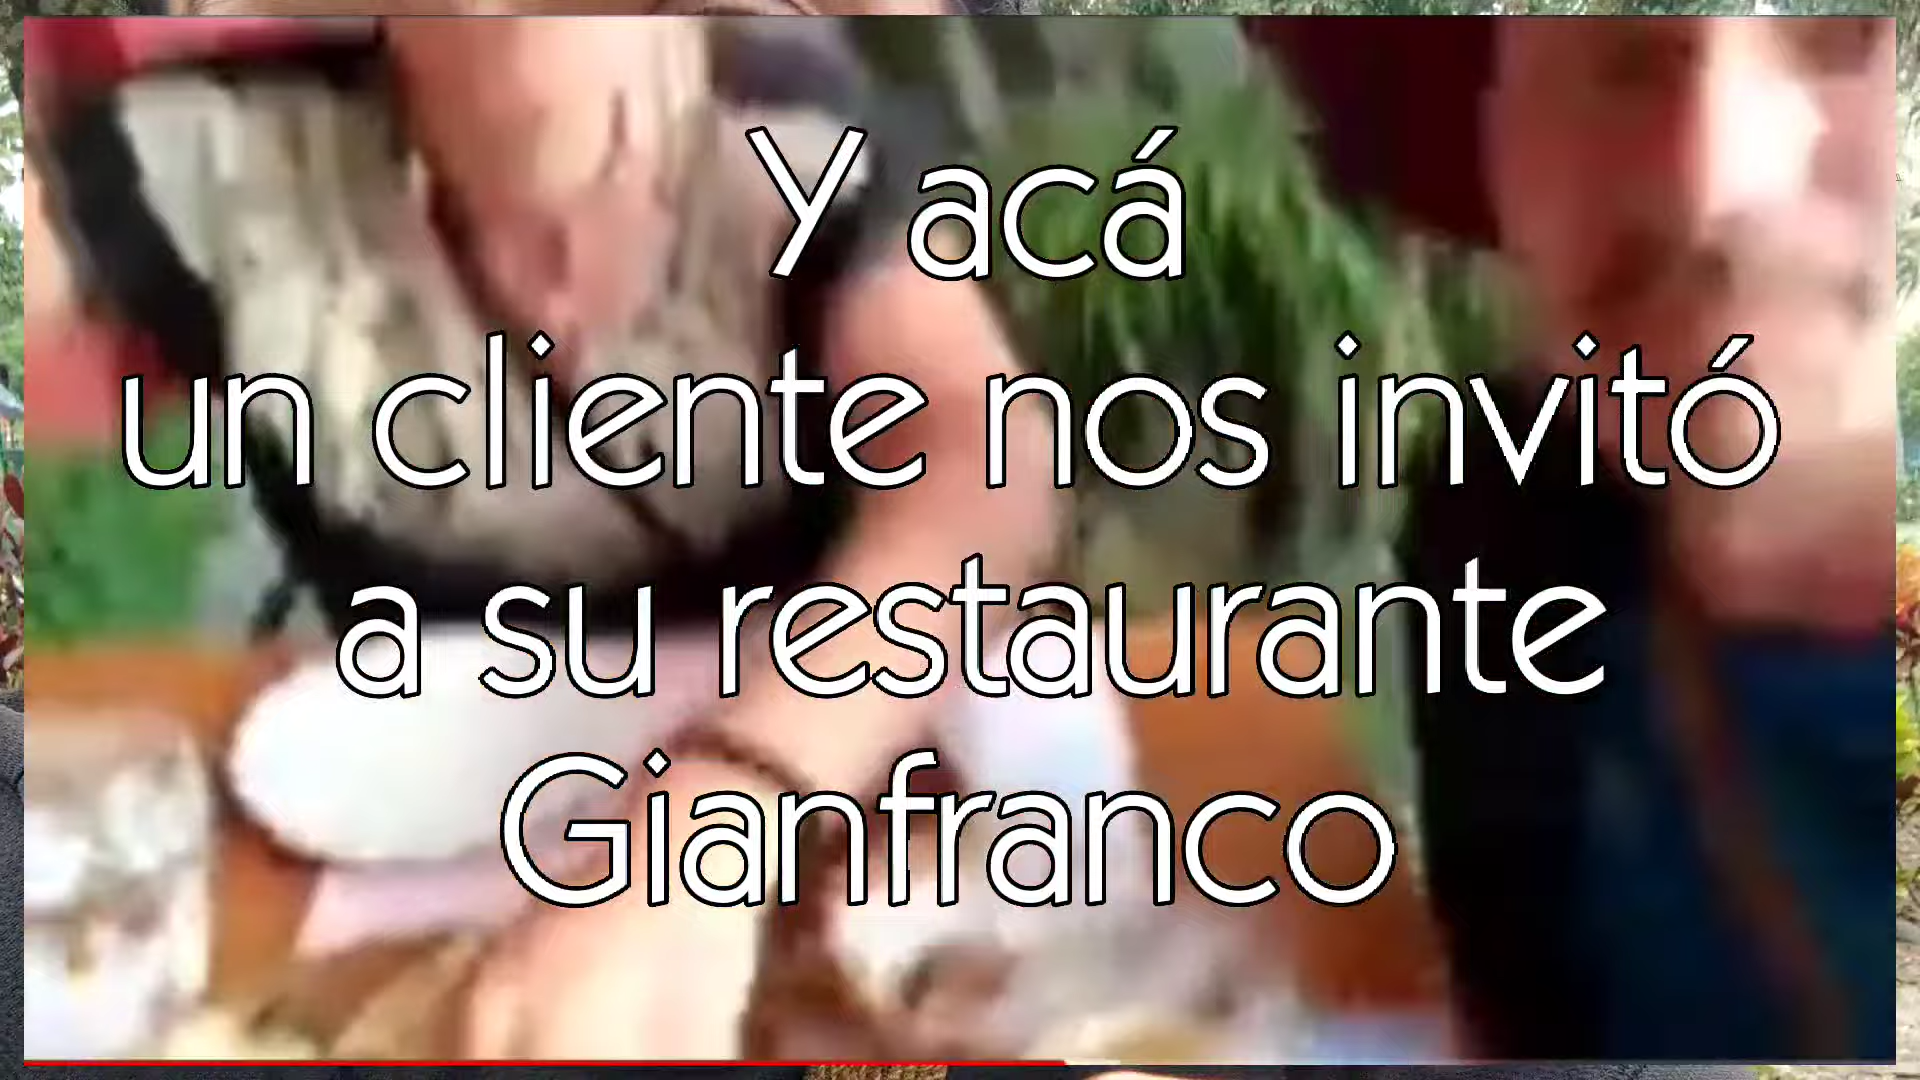 Y acá
un cliente nos invitó
a su restaurante
Gianfranco